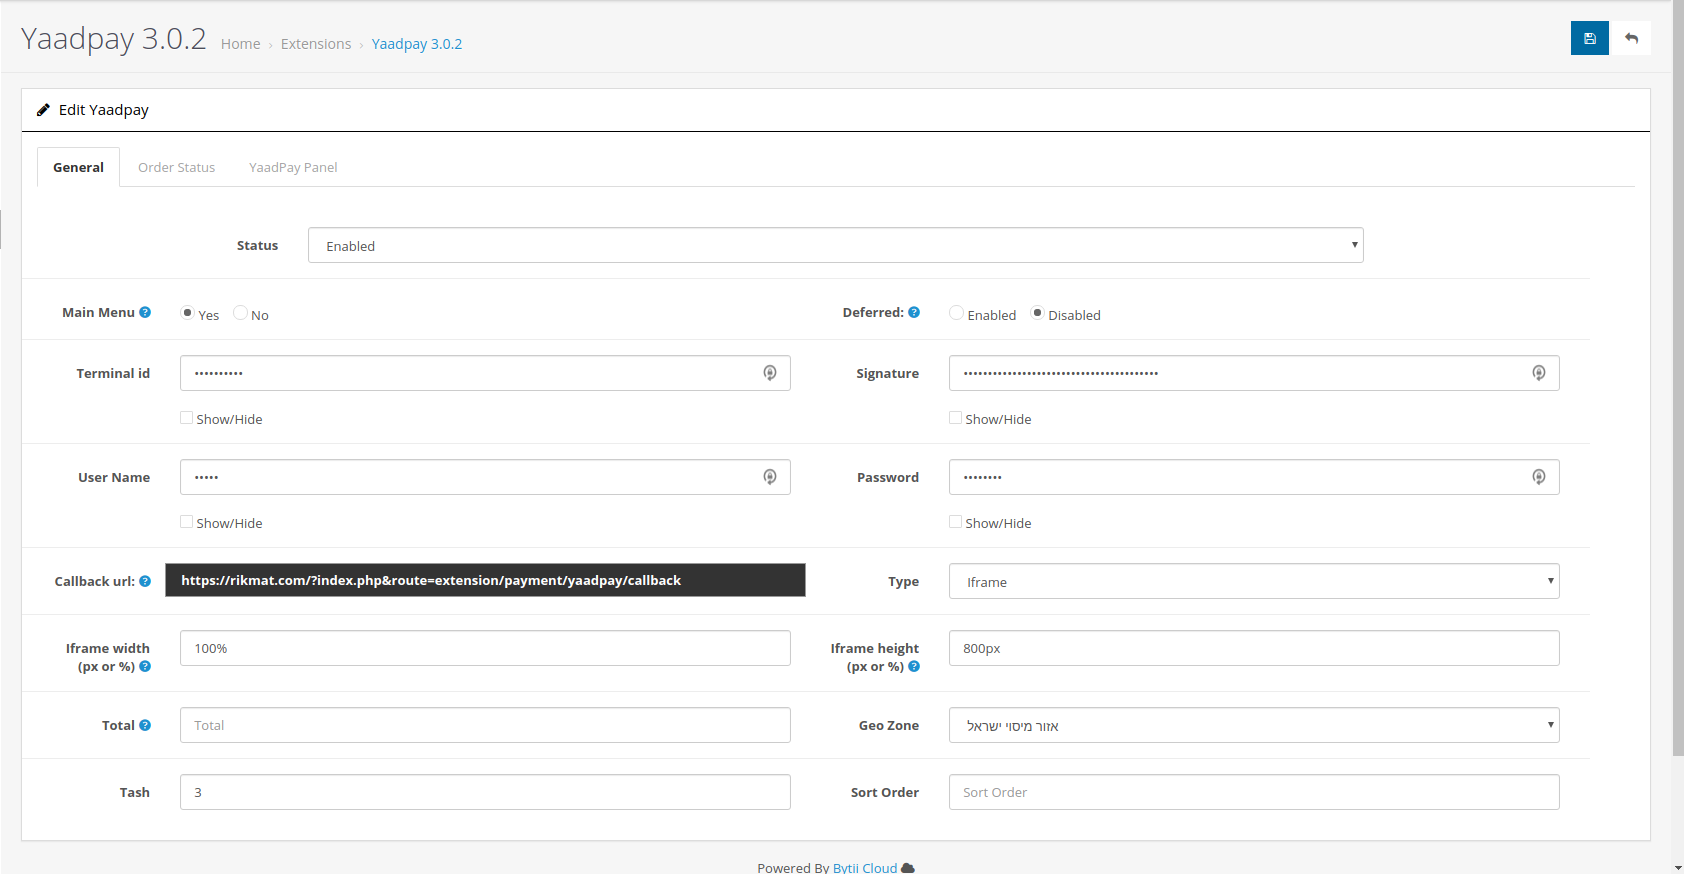 Yaadpay 3.0.2 Home › Extensions › Yaadpay 3.0.2
Edit Yaadpay
General Order Status YaadPay Panel
Status Enabled
Main Menu Yes No Deferred: Enabled Disabled
Terminal id •••••••••• Signature ••••••••••••••••••••••••••••••••••••••••
Show/Hide Show/Hide
User Name ••••• Password ••••••••
Show/Hide Show/Hide
Callback url: https://rikmat.com/?index.php&route=extension/payment/yaadpay/callback Type Iframe
Iframe width
(px or %) 100% Iframe height
(px or %) 800px
Total Total Geo Zone אזור מיסוי ישראל
Tash 3 Sort Order Sort Order
Powered By Bytii Cloud